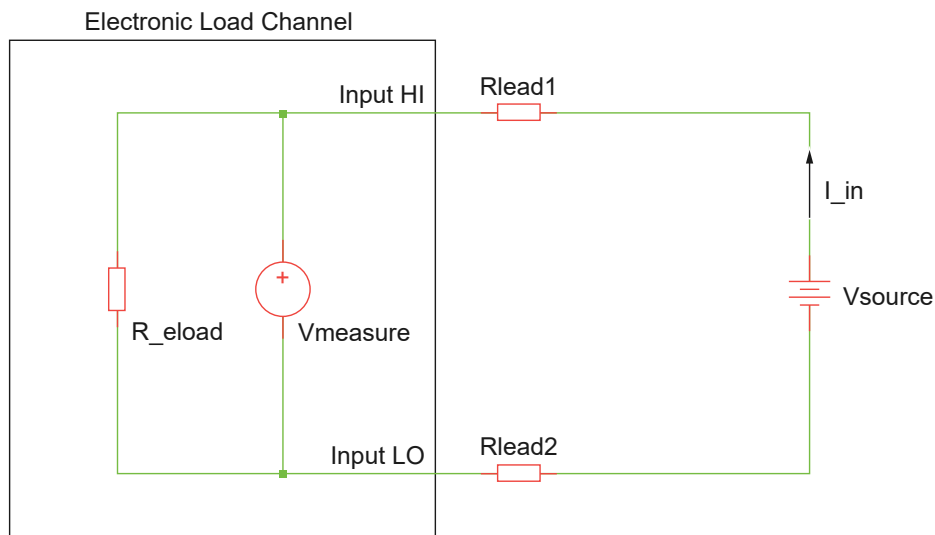 Electronic Load Channel
Input HI
Rlead1
I_in
+
R_eload
Vmeasure
Vsource
Input LO
Rlead2